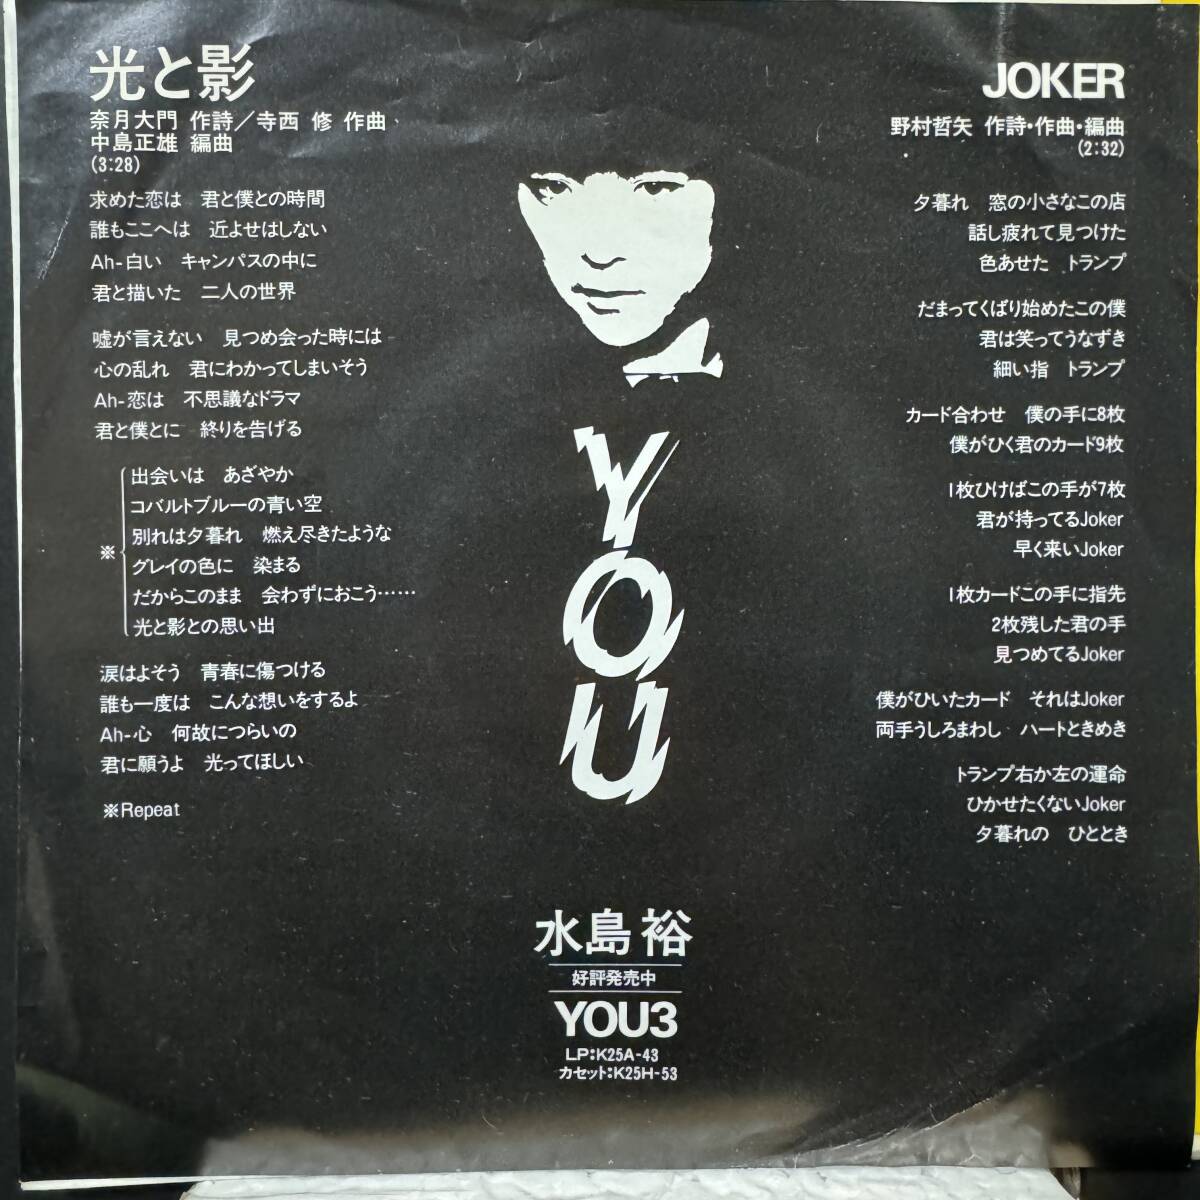 光と影
奈月大門 作詩／寺西 修 作曲
中島正雄 編曲
(3:28)
求めた恋は 君と僕との時間
誰もここへは 近よせはしない
Ah-白い キャンパスの中に
君と描いた 二人の世界
嘘が言えない 見つめ会った時には
心の乱れ 君にわかってしまいそう
Ah-恋は 不思議なドラマ
君と僕とに 終りを告げる
※
出会いは あざやか
コバルトブルーの青い空
別れは夕暮れ 燃え尽きたような
グレイの色に 染まる
だからこのまま 会わずにおこう……
光と影との思い出
涙はよそう 青春に傷つける
誰も一度は こんな想いをするよ
Ah-心 何故につらいの
君に願うよ 光ってほしい
※Repeat
YOU
水島 裕
好評発売中
YOU3
LP:K25A-43
カセット:K25H-53
JOKER
野村哲矢 作詩・作曲・編曲
(2:32)
夕暮れ 窓の小さなこの店
話し疲れて見つけた
色あせた トランプ
だまってくばり始めたこの僕
君は笑ってうなずき
細い指 トランプ
カード合わせ 僕の手に8枚
僕がひく君のカード9枚
1枚ひけばこの手が7枚
君が持ってるJoker
早く来いJoker
1枚カードこの手に指先
2枚残した君の手
見つめてるJoker
僕がひいたカード それはJoker
両手うしろまわし ハートときめき
トランプ右か左の運命
ひかせたくないJoker
夕暮れの ひととき